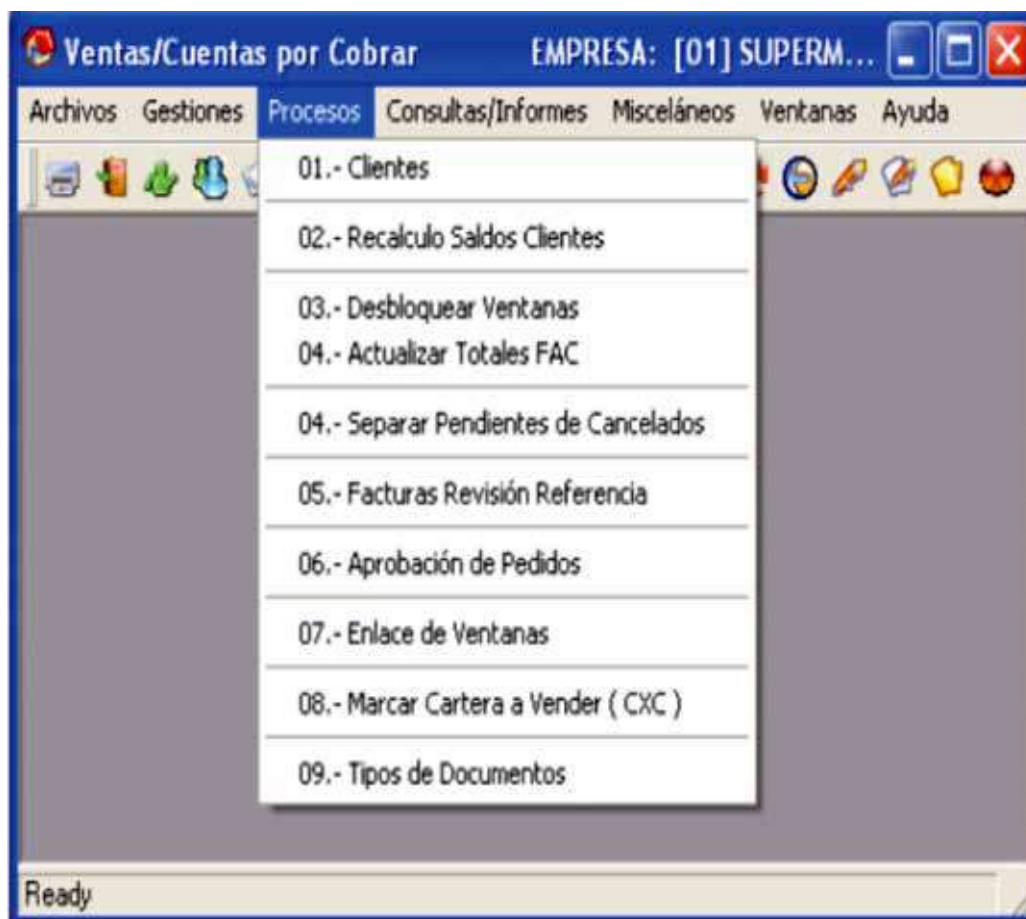 Ventas/Cuentas por Cobrar EMPRESA: [01] SUPERM...
Archivos Gestiones Procesos Consultas/Informes Misceláneos Ventanas Ayuda
01.- Clientes
02.- Recalculo Saldos Clientes
03.- Desbloquear Ventanas
04.- Actualizar Totales FAC
04.- Separar Pendientes de Cancelados
05.- Facturas Revisión Referencia
06.- Aprobación de Pedidos
07.- Enlace de Ventanas
08.- Marcar Cartera a Vender ( CXC )
09.- Tipos de Documentos
Ready